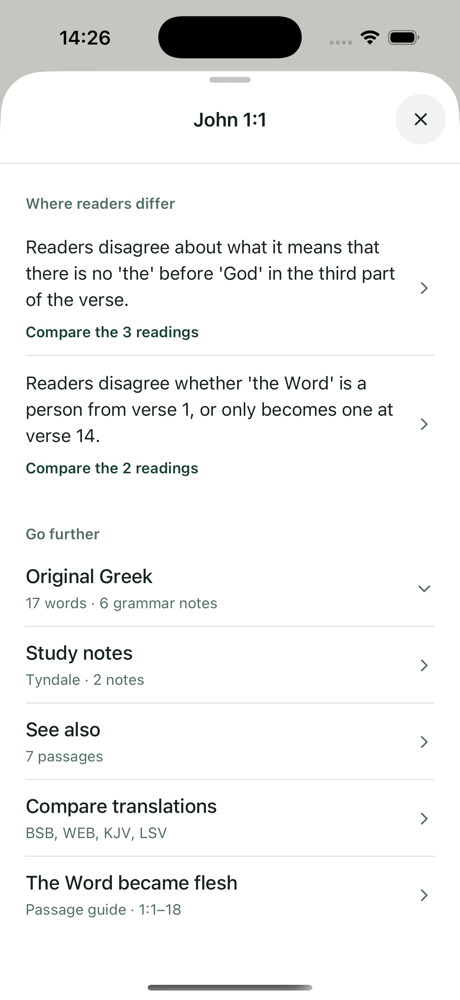 14:26
John 1:1
Where readers differ
Readers disagree about what it means that
there is no 'the' before 'God' in the third part
of the verse.
Compare the 3 readings
Readers disagree whether 'the Word' is a
person from verse 1, or only becomes one at
verse 14.
Compare the 2 readings
Go further
Original Greek
17 words · 6 grammar notes
Study notes
Tyndale · 2 notes
See also
7 passages
Compare translations
BSB, WEB, KJV, LSV
The Word became flesh
Passage guide · 1:1–18